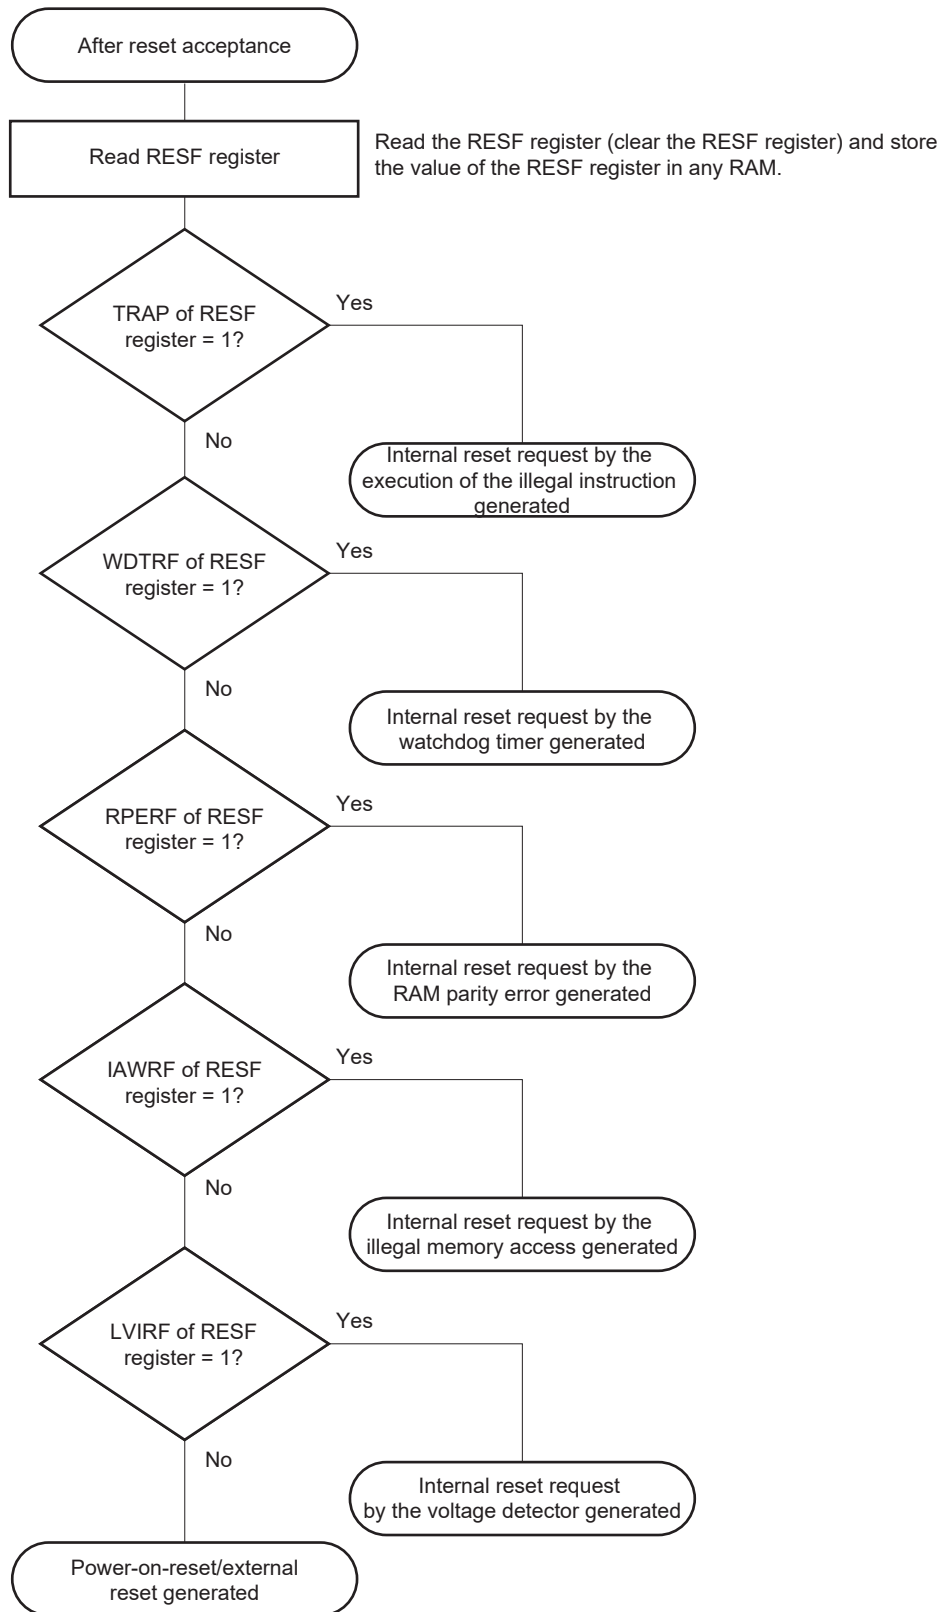 After reset acceptance
Read RESF register
Read the RESF register (clear the RESF register) and store
the value of the RESF register in any RAM.
TRAP of RESF
register = 1?
Yes
No
Internal reset request by the
execution of the illegal instruction
generated
WDTRF of RESF
register = 1?
Yes
No
Internal reset request by the
watchdog timer generated
RPERF of RESF
register = 1?
Yes
No
Internal reset request by the
RAM parity error generated
IAWRF of RESF
register = 1?
Yes
No
Internal reset request by the
illegal memory access generated
LVIRF of RESF
register = 1?
Yes
No
Internal reset request
by the voltage detector generated
Power-on-reset/external
reset generated